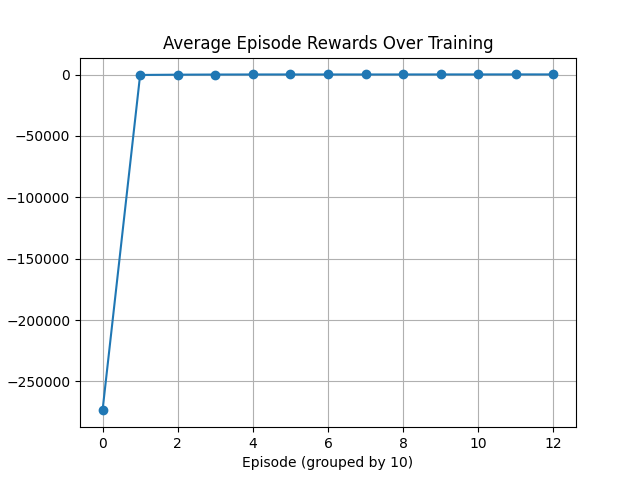 Average Episode Rewards Over Training
0
−50000
−100000
−150000
−200000
−250000
0 2 4 6 8 10 12
Episode (grouped by 10)